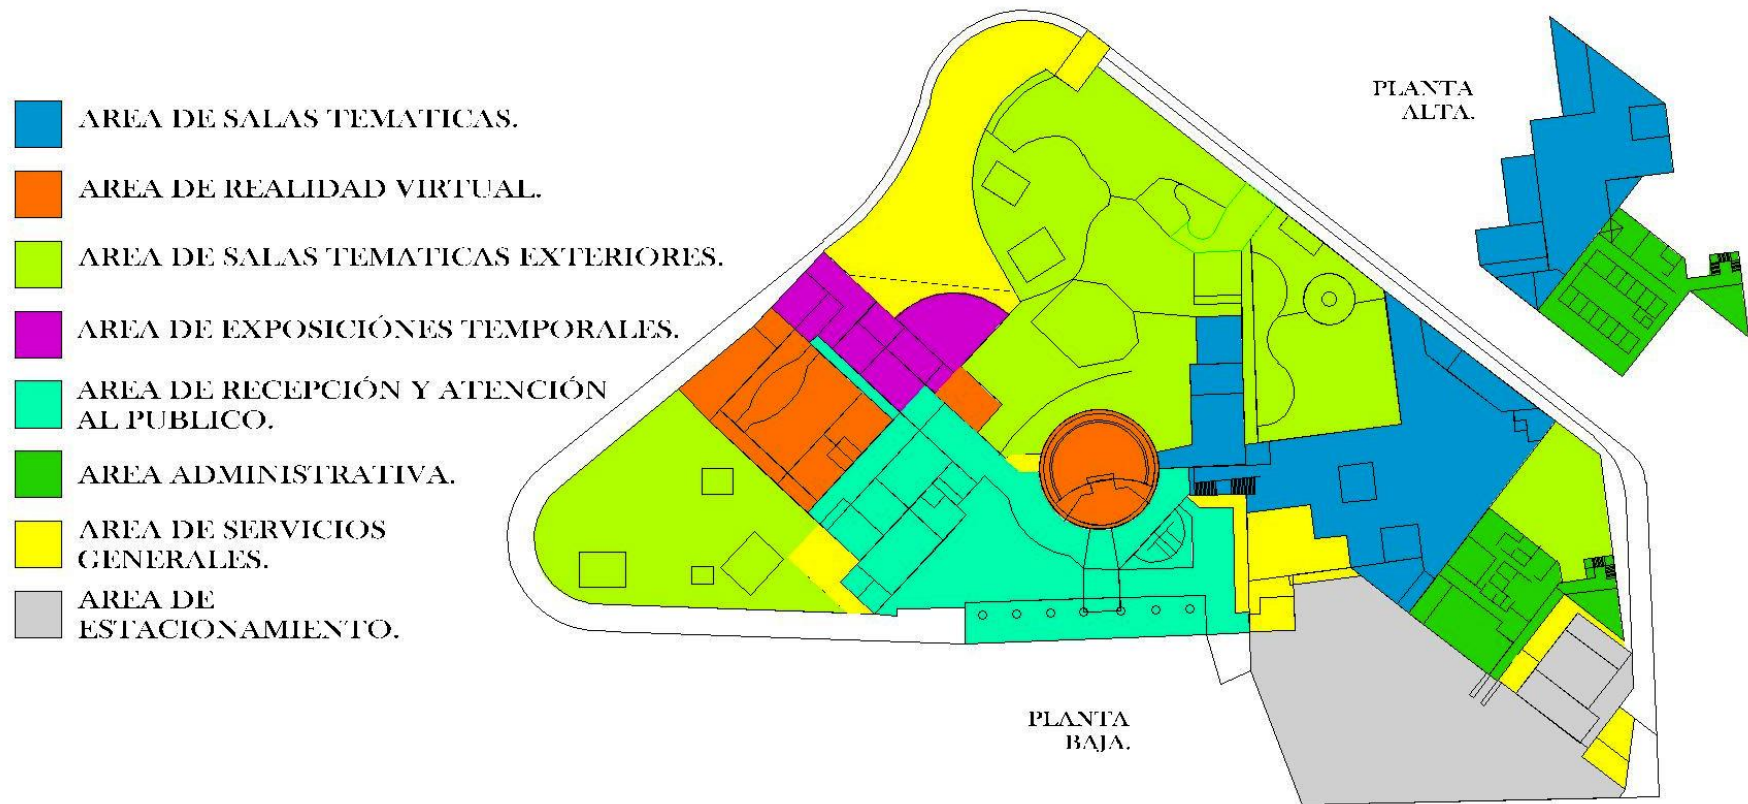 AREA DE SALAS TEMATICAS.
AREA DE REALIDAD VIRTUAL.
AREA DE SALAS TEMATICAS EXTERIORES.
AREA DE EXPOSICIÓNES TEMPORALES.
AREA DE RECEPCIÓN Y ATENCIÓN
AL PUBLICO.
AREA ADMINISTRATIVA.
AREA DE SERVICIOS
GENERALES.
AREA DE
ESTACIONAMIENTO.
PLANTA
ALTA.
PLANTA
BAJA.